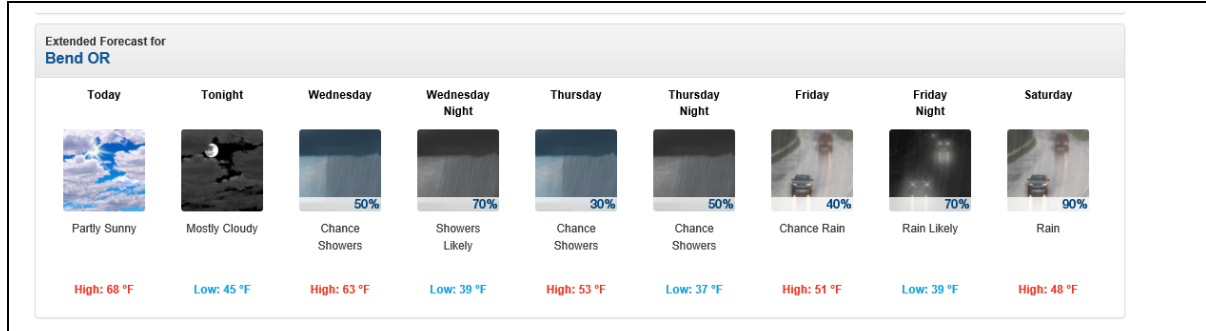 Extended Forecast for
Bend OR
Today
Tonight
Wednesday
Wednesday
Night
Thursday
Thursday
Night
Friday
Friday
Night
Saturday
50%
70%
30%
50%
40%
70%
90%
Partly Sunny
Mostly Cloudy
Chance
Showers
Showers
Likely
Chance
Showers
Chance
Showers
Chance Rain
Rain Likely
Rain
High: 68 °F
Low: 45 °F
High: 63 °F
Low: 39 °F
High: 53 °F
Low: 37 °F
High: 51 °F
Low: 39 °F
High: 48 °F